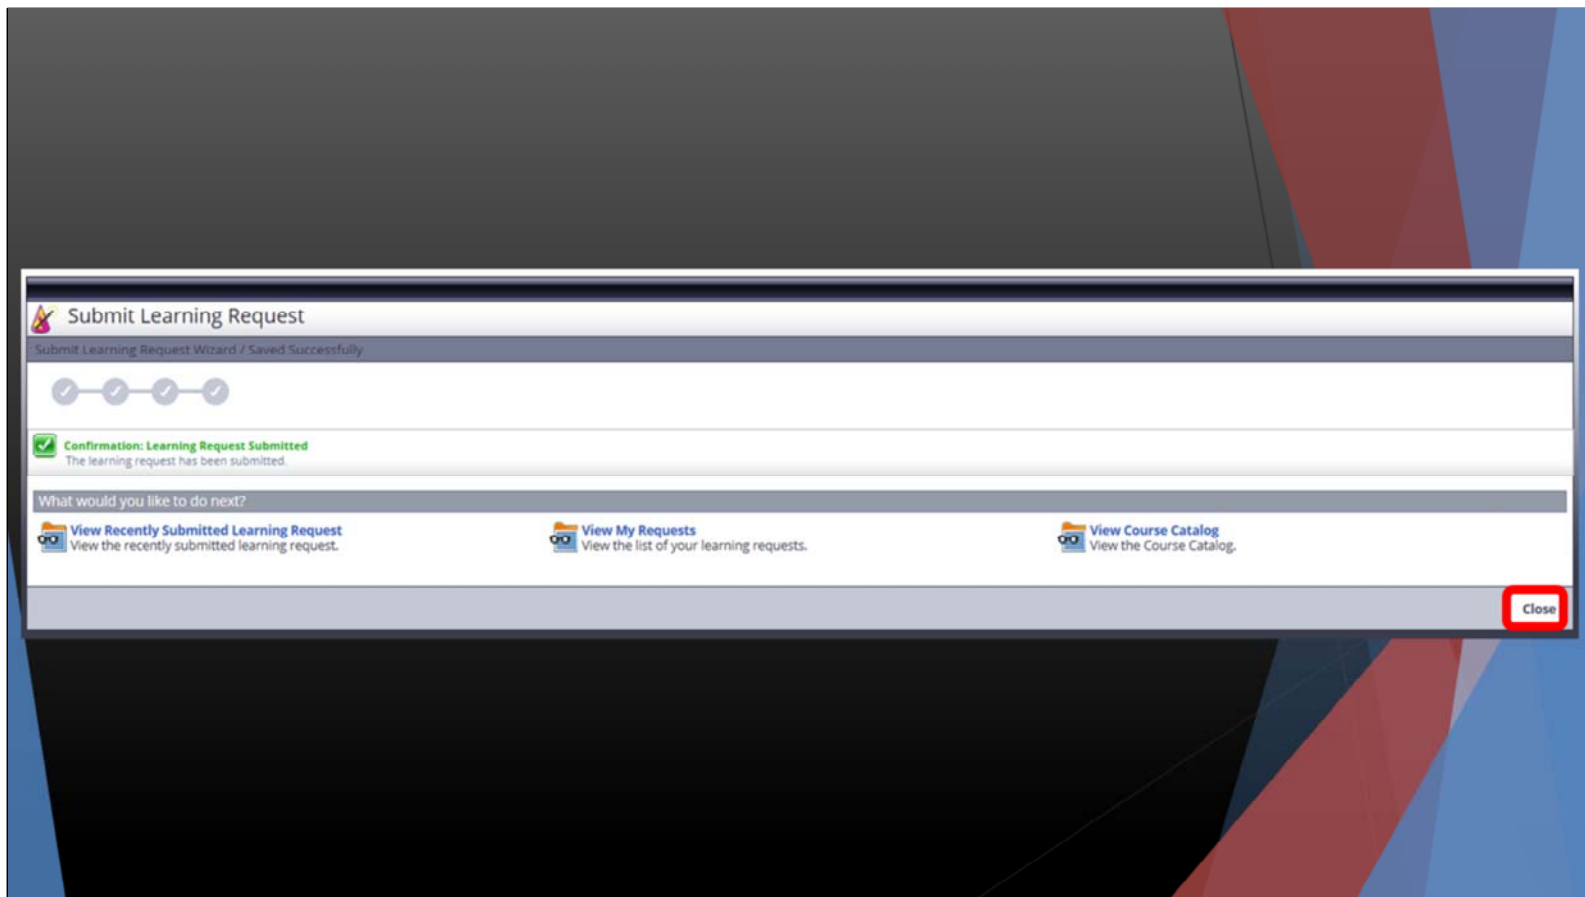 Submit Learning Request
Submit Learning Request Wizard / Saved Successfully
Confirmation: Learning Request Submitted
The learning request has been submitted.
What would you like to do next?
View Recently Submitted Learning Request
View the recently submitted learning request.
View My Requests
View the list of your learning requests.
View Course Catalog
View the Course Catalog.
Close